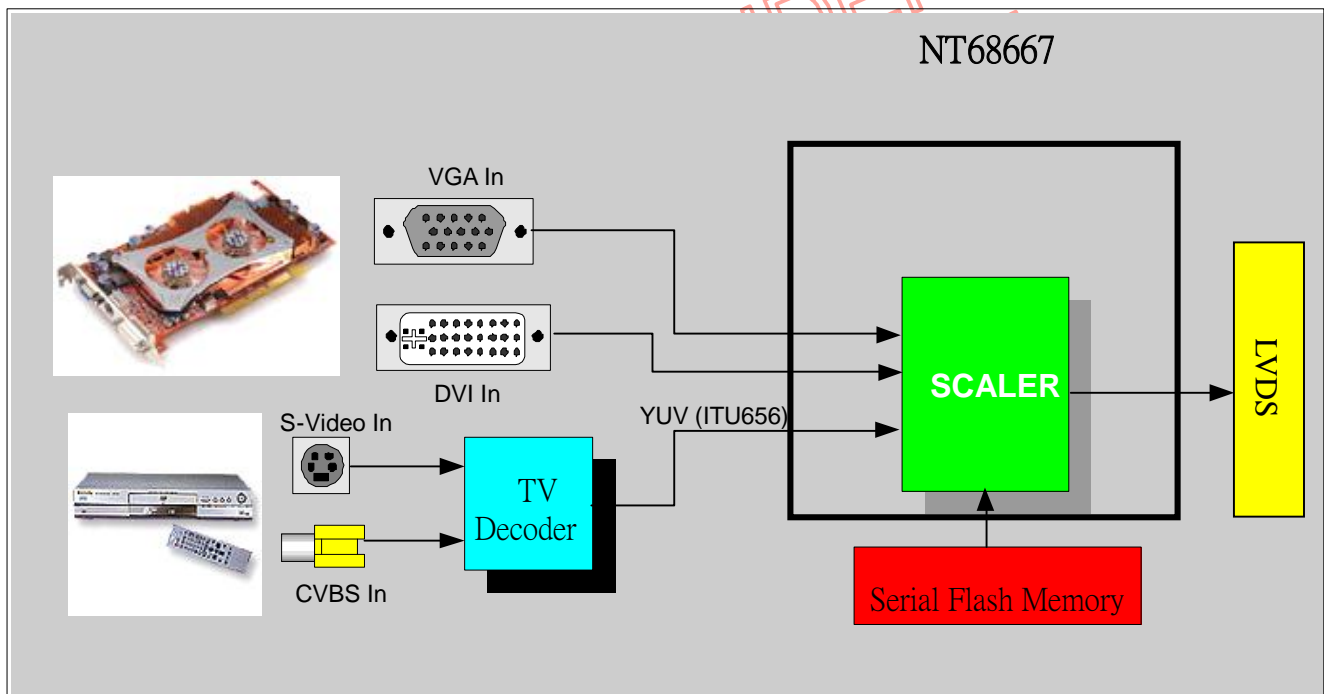 NT68667
VGA In
DVI In
S-Video In
YUV (ITU656)
SCALER
LVDS
TV
Decoder
CVBS In
Serial Flash Memory